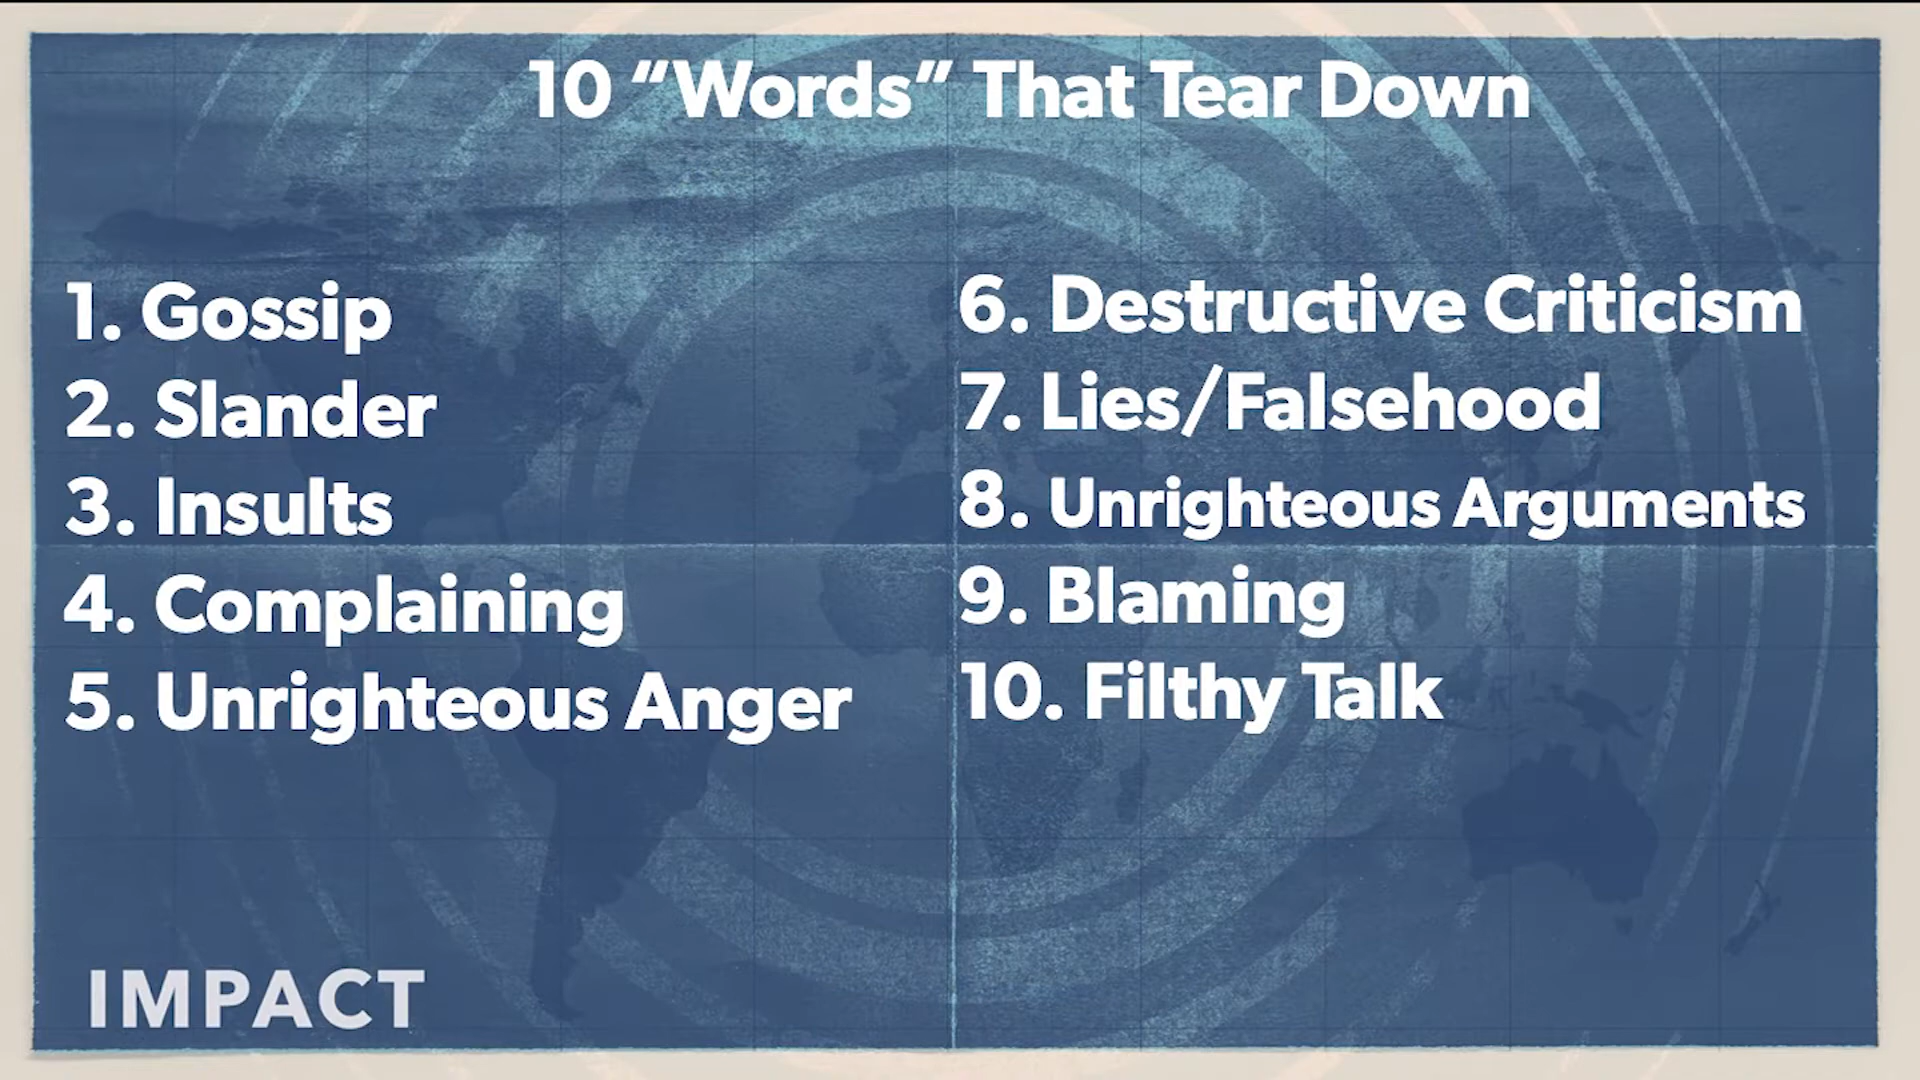 10 “Words” That Tear Down
1. Gossip
2. Slander
3. Insults
4. Complaining
5. Unrighteous Anger
6. Destructive Criticism
7. Lies/Falsehood
8. Unrighteous Arguments
9. Blaming
10. Filthy Talk
IMPACT